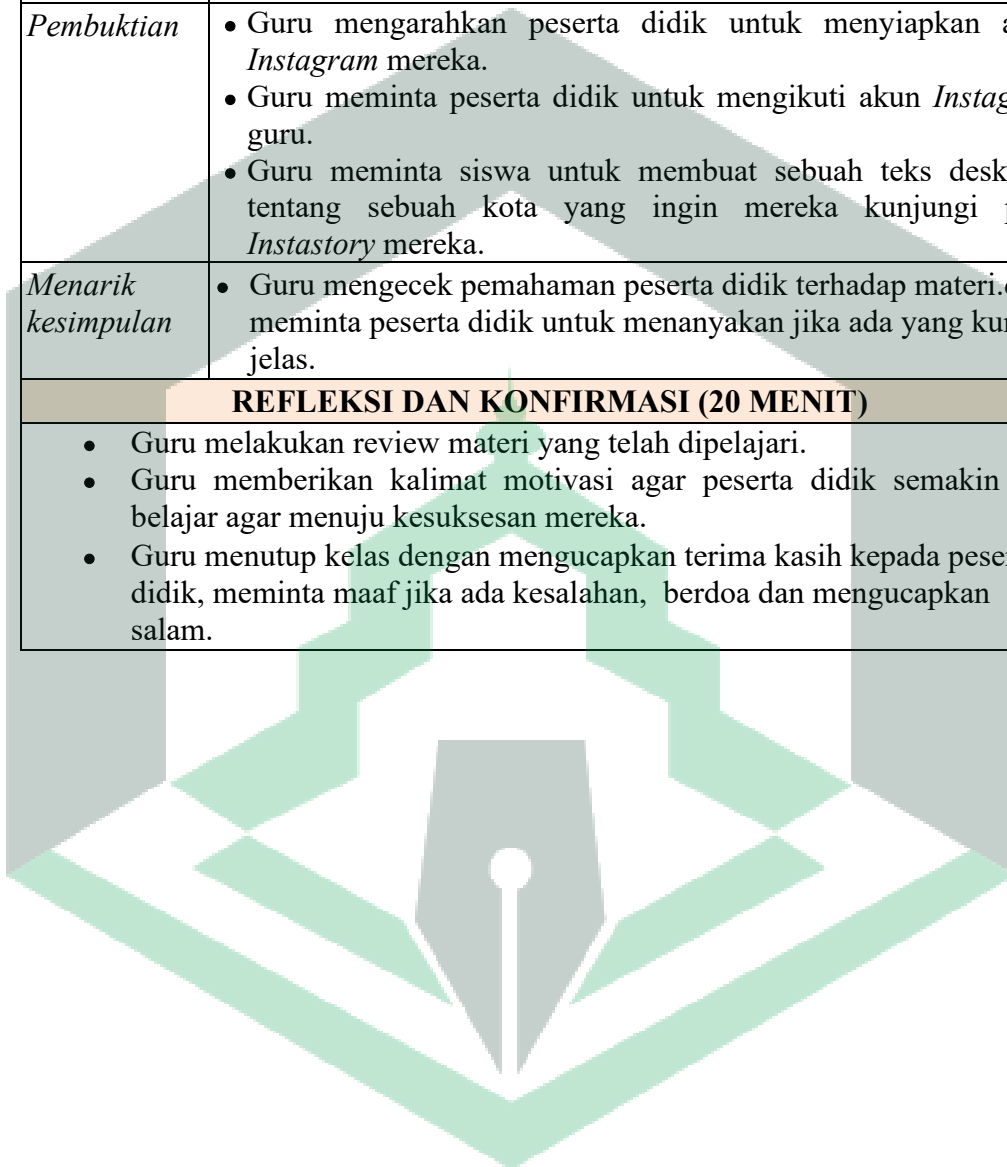 Pembuktian
• Guru mengarahkan peserta didik untuk menyiapkan
Instagram mereka.
• Guru meminta peserta didik untuk mengikuti akun
guru.
• Guru meminta siswa untuk membuat sebuah teks
tentang sebuah kota yang ingin mereka kunjungi
Instastory mereka.
Menarik
kesimpulan
• Guru mengecek pemahaman peserta didik terhadap materi.
meminta peserta didik untuk menanyakan jika ada yang
jelas.
REFLEKSI DAN KONFIRMASI (20 MENIT)
• Guru melakukan review materi yang telah dipelajari.
• Guru memberikan kalimat motivasi agar peserta didik semakin
belajar agar menuju kesuksesan mereka.
• Guru menutup kelas dengan mengucapkan terima kasih kepada
didik, meminta maaf jika ada kesalahan, berdoa dan mengucapkan
salam.